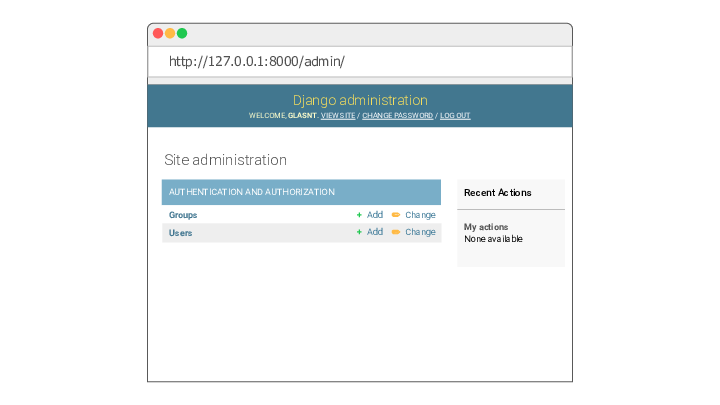 http://127.0.0.1:8000/admin/
Django administration
WELCOME, GLASNT. VIEW SITE / CHANGE PASSWORD / LOG OUT
Site administration
AUTHENTICATION AND AUTHORIZATION
Groups + Add Change
Users + Add Change
Recent Actions
My actions
None available